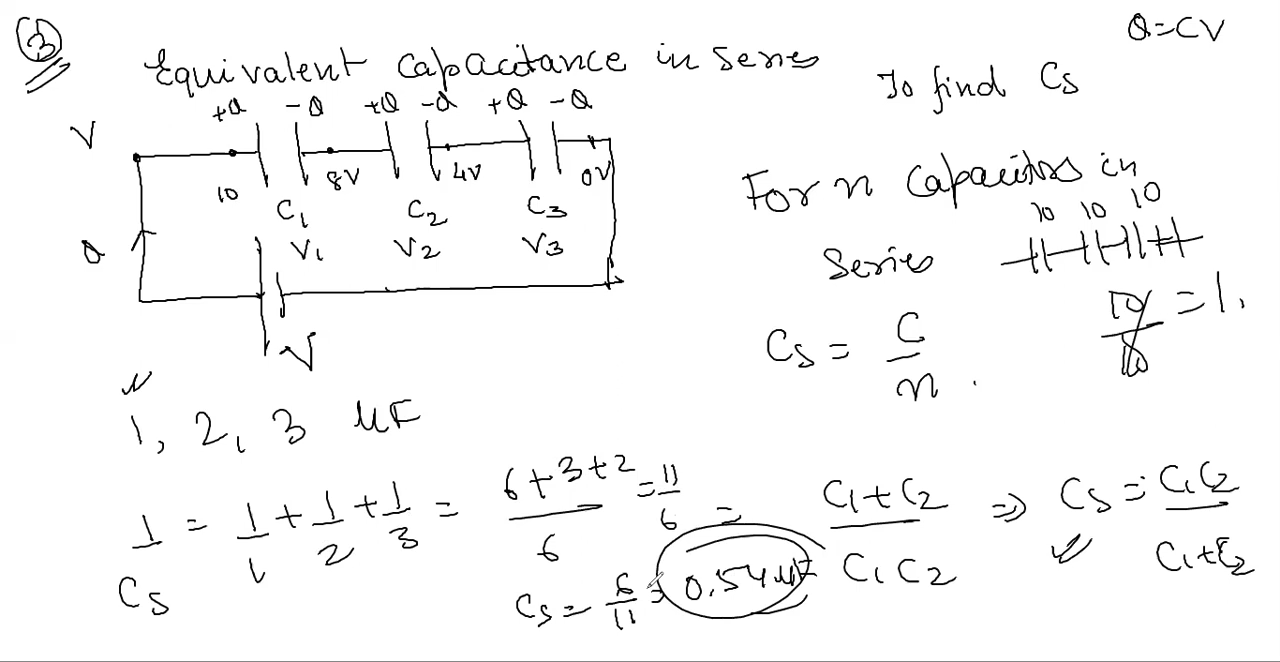 3
Q=CV
Equivalent Capacitance in Series
To find Cs
+Q -Q +Q -Q +Q -Q
V
10 8V 4V 0V
C1 C2 C3
V1 V2 V3
Q
V
For n Capacitors in
Series
10 10 10
Cs = C/n.
10/10 = 1.
1, 2, 3 μF
1/Cs = 1/1 + 1/2 + 1/3 = 6+3+2/6 = 11/6 = C1+C2/C1C2 ⇒ Cs = C1C2/C1+C2
Cs = 6/11 = 0.54 μF